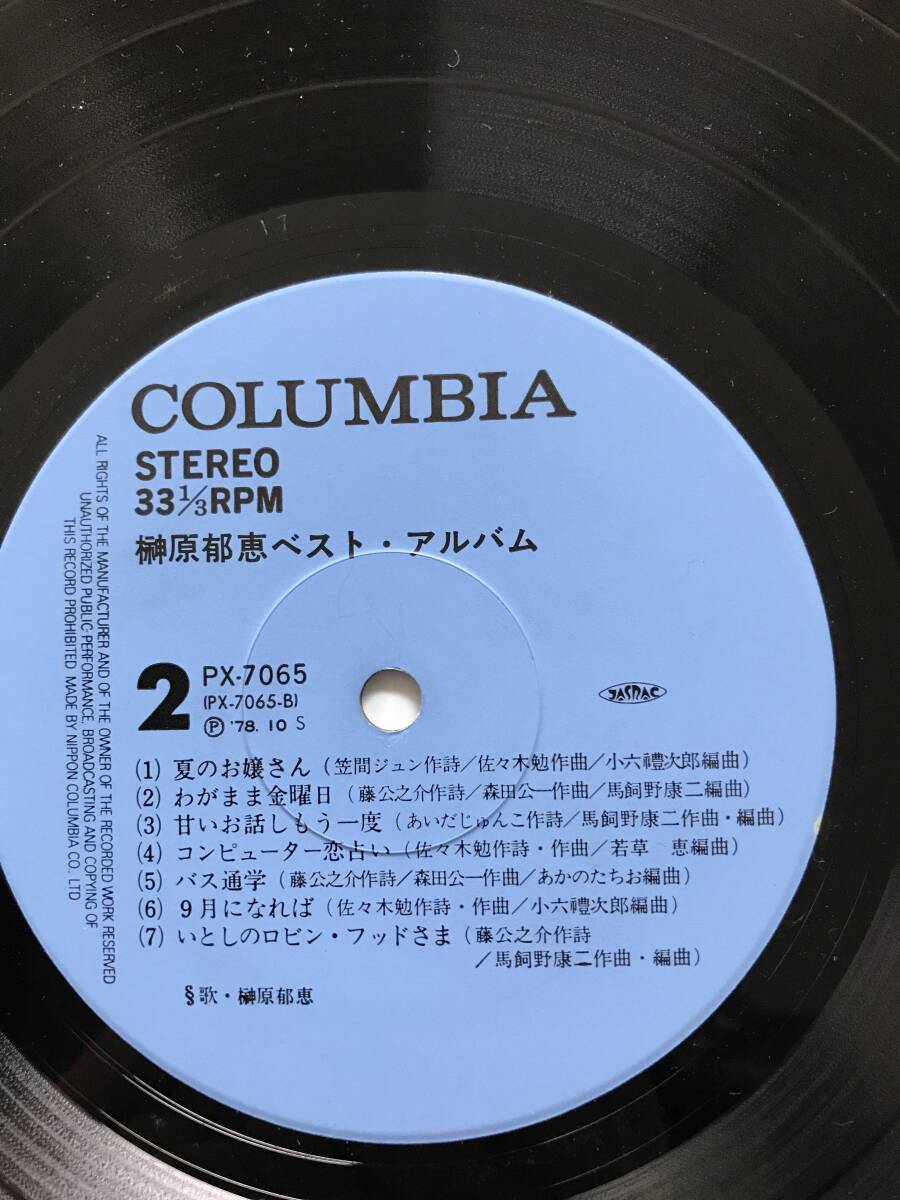 17
COLUMBIA
STEREO
33 1/3 RPM
榊原郁恵ベスト・アルバム
2
PX-7065
(PX-7065-B)
Ⓟ '78. 10 S
JASRAC
(1) 夏のお嬢さん (笠間ジュン作詩/佐々木勉作曲/小六禮次郎編曲)
(2) わがまま金曜日 (藤公之介作詩/森田公一作曲/馬飼野康二編曲)
(3) 甘いお話しもう一度 (あいだじゅんこ作詩/馬飼野康二作曲・編曲)
(4) コンピューター恋占い (佐々木勉作詩・作曲/若草 恵編曲)
(5) バス通学 (藤公之介作詩/森田公一作曲/あかのたちお編曲)
(6) 9月になれば (佐々木勉作詩・作曲/小六禮次郎編曲)
(7) いとしのロビン・フッドさま (藤公之介作詩
/馬飼野康二作曲・編曲)
§歌・榊原郁恵
ALL RIGHTS OF THE MANUFACTURER AND OF THE OWNER OF THE RECORDED WORK RESERVED
UNAUTHORIZED PUBLIC PERFORMANCE, BROADCASTING AND COPYING OF
THIS RECORD PROHIBITED MADE BY NIPPON COLUMBIA CO. LTD